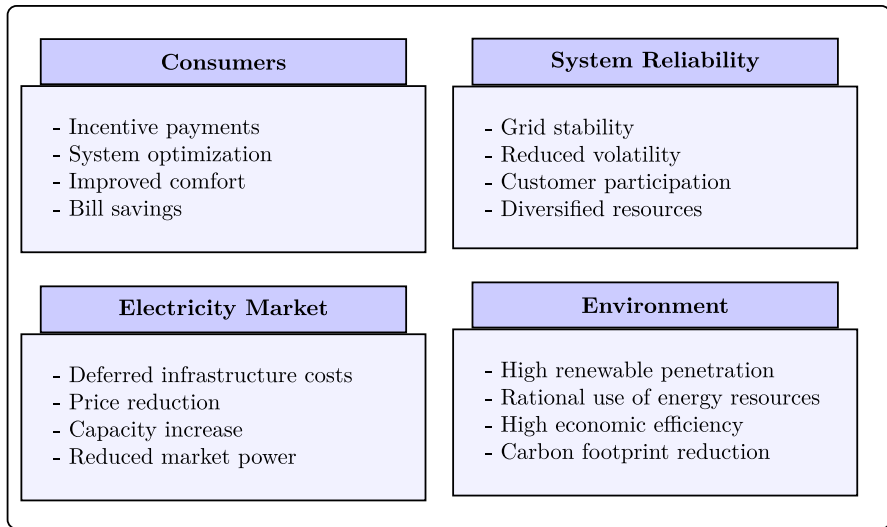 Consumers
- Incentive payments
- System optimization
- Improved comfort
- Bill savings
System Reliability
- Grid stability
- Reduced volatility
- Customer participation
- Diversified resources
Electricity Market
- Deferred infrastructure costs
- Price reduction
- Capacity increase
- Reduced market power
Environment
- High renewable penetration
- Rational use of energy resources
- High economic efficiency
- Carbon footprint reduction